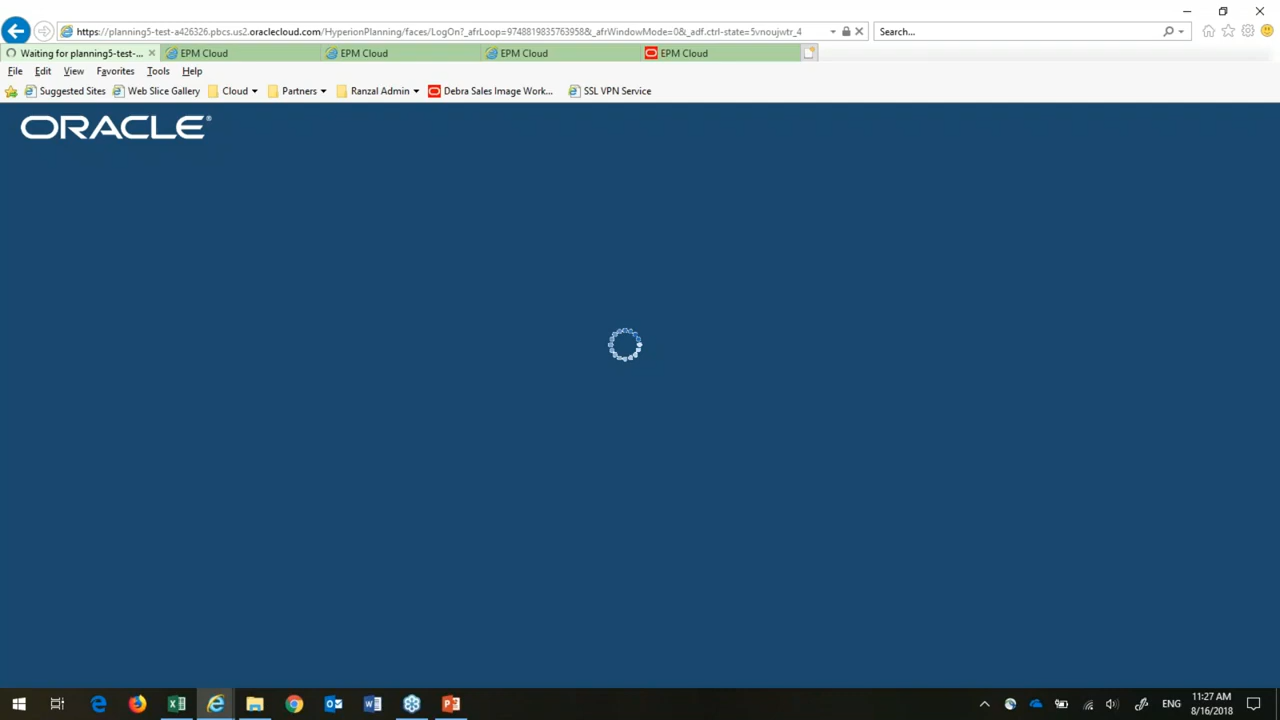 https://planning5-test-a426326.pbcs.us2.oraclecloud.com/HyperionPlanning/faces/LogOn?_afrLoop=9748819835763958&_afrWindowMode=0&_adf.ctrl-state=5vnoujwtr_4
Search...
Waiting for planning5-test-...
EPM Cloud
EPM Cloud
EPM Cloud
EPM Cloud
File Edit View Favorites Tools Help
Suggested Sites Web Slice Gallery Cloud Partners Ranzal Admin Debra Sales Image Work... SSL VPN Service
ORACLE®
ENG
11:27 AM
8/16/2018